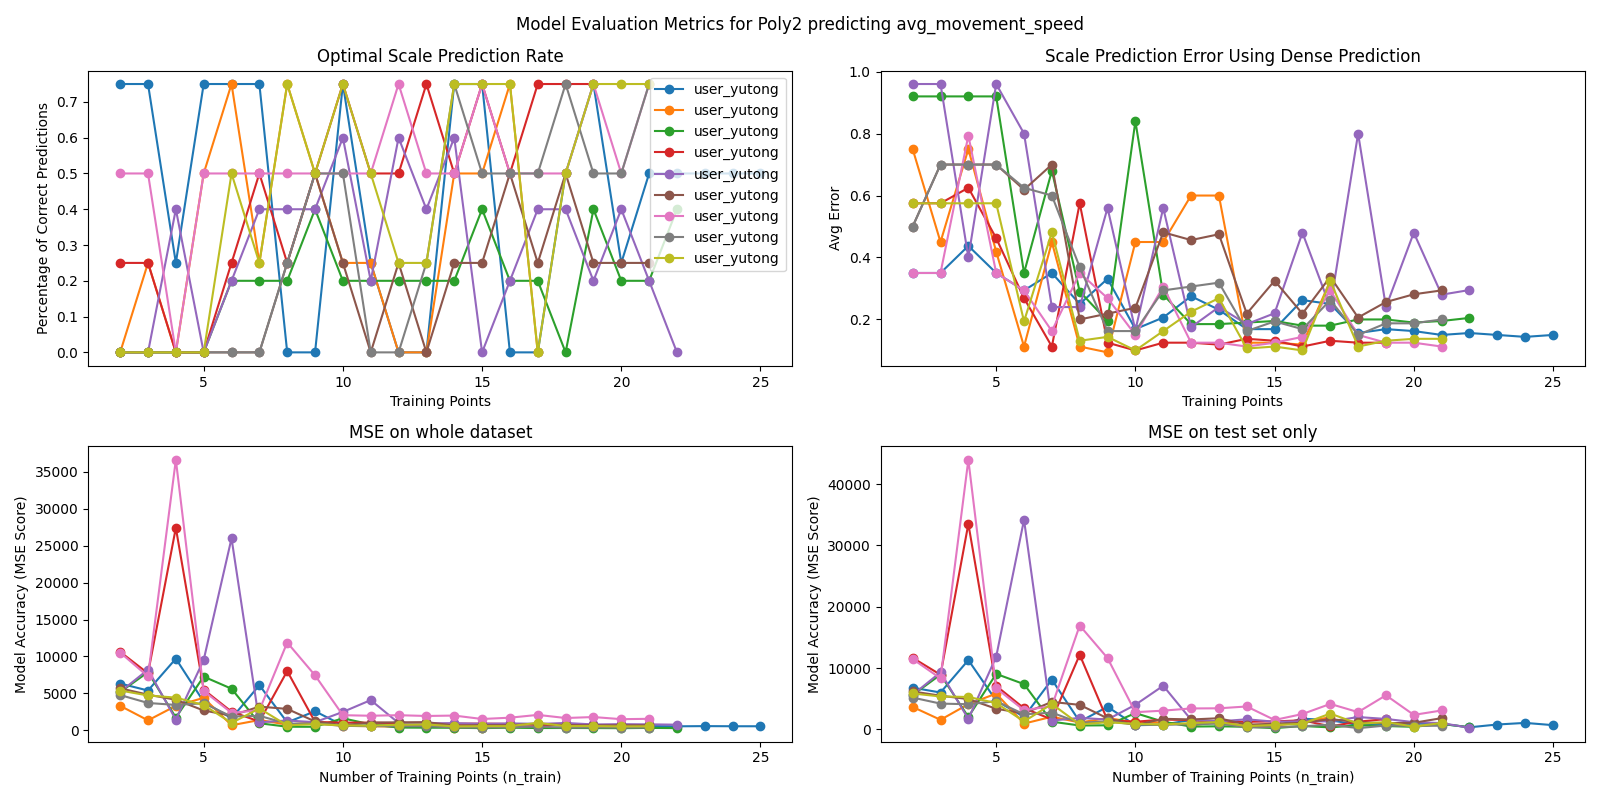 Model Evaluation Metrics for Poly2 predicting avg_movement_speed
Optimal Scale Prediction Rate
Percentage of Correct Predictions
0.7
0.6
0.5
0.4
0.3
0.2
0.1
0.0
5
10
15
20
25
Training Points
user_yutong
user_yutong
user_yutong
user_yutong
user_yutong
user_yutong
user_yutong
user_yutong
user_yutong
Scale Prediction Error Using Dense Prediction
Avg Error
1.0
0.8
0.6
0.4
0.2
5
10
15
20
25
Training Points
MSE on whole dataset
Model Accuracy (MSE Score)
35000
30000
25000
20000
15000
10000
5000
0
5
10
15
20
25
Number of Training Points (n_train)
MSE on test set only
Model Accuracy (MSE Score)
40000
30000
20000
10000
0
5
10
15
20
25
Number of Training Points (n_train)